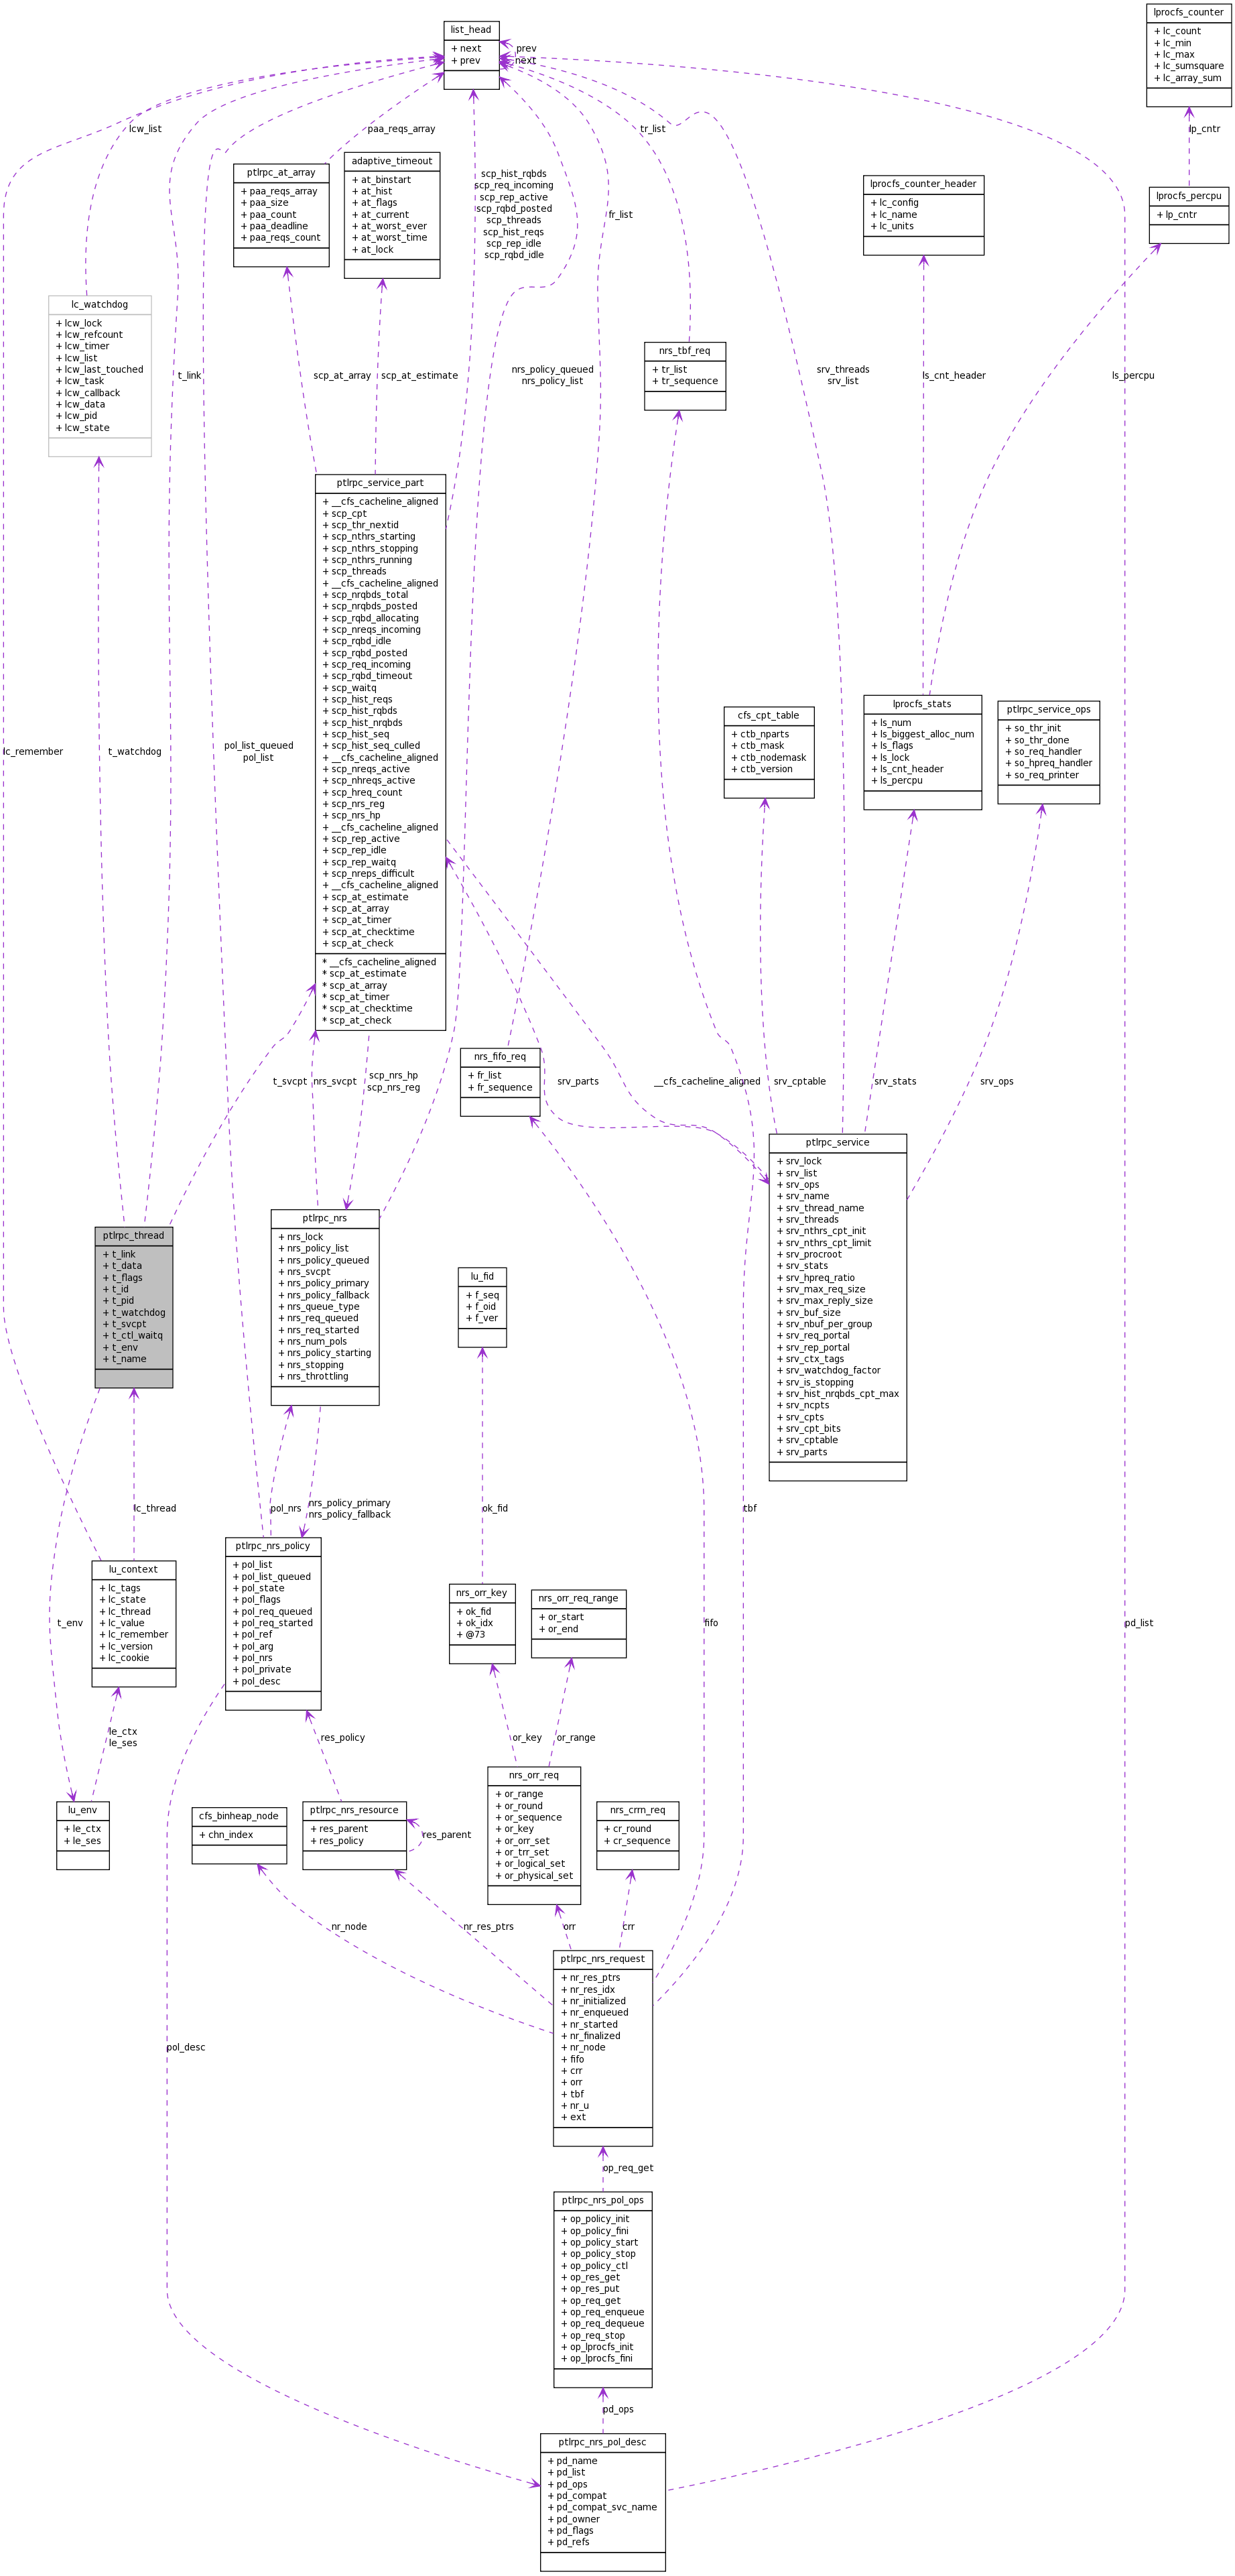 lprocfs_counter
+ lc_count
+ lc_min
+ lc_max
+ lc_sumsquare
+ lc_array_sum
list_head
+ next
+ prev
prev
next
lcw_list
paa_reqs_array
tr_list
lp_cntr
ptlrpc_at_array
+ paa_reqs_array
+ paa_size
+ paa_count
+ paa_deadline
+ paa_reqs_count
adaptive_timeout
+ at_binstart
+ at_hist
+ at_flags
+ at_current
+ at_worst_ever
+ at_worst_time
+ at_lock
scp_hist_rqbds
scp_req_incoming
scp_rep_active
scp_rqbd_posted
scp_threads
scp_hist_reqs
scp_rep_idle
scp_rqbd_idle
fr_list
lprocfs_counter_header
+ lc_config
+ lc_name
+ lc_units
lprocfs_percpu
+ lp_cntr
lc_watchdog
+ lcw_lock
+ lcw_refcount
+ lcw_timer
+ lcw_list
+ lcw_last_touched
+ lcw_task
+ lcw_callback
+ lcw_data
+ lcw_pid
+ lcw_state
t_link
scp_at_array
scp_at_estimate
nrs_policy_queued
nrs_policy_list
nrs_tbf_req
+ tr_list
+ tr_sequence
srv_threads
srv_list
ls_cnt_header
ls_percpu
ptlrpc_service_part
+ __cfs_cacheline_aligned
+ scp_cpt
+ scp_thr_nextid
+ scp_nthrs_starting
+ scp_nthrs_stopping
+ scp_nthrs_running
+ scp_threads
+ __cfs_cacheline_aligned
+ scp_nrqbds_total
+ scp_nrqbds_posted
+ scp_rqbd_allocating
+ scp_nreqs_incoming
+ scp_rqbd_idle
+ scp_rqbd_posted
+ scp_req_incoming
+ scp_rqbd_timeout
+ scp_waitq
+ scp_hist_reqs
+ scp_hist_rqbds
+ scp_hist_nrqbds
+ scp_hist_seq
+ scp_hist_seq_culled
+ __cfs_cacheline_aligned
+ scp_nreqs_active
+ scp_nhreqs_active
+ scp_hreq_count
+ scp_nrs_reg
+ scp_nrs_hp
+ __cfs_cacheline_aligned
+ scp_rep_active
+ scp_rep_idle
+ scp_rep_waitq
+ scp_nreps_difficult
+ __cfs_cacheline_aligned
+ scp_at_estimate
+ scp_at_array
+ scp_at_timer
+ scp_at_checktime
+ scp_at_check
* __cfs_cacheline_aligned
* scp_at_estimate
* scp_at_array
* scp_at_timer
* scp_at_checktime
* scp_at_check
lc_remember
t_watchdog
pol_list_queued
pol_list
cfs_cpt_table
+ ctb_nparts
+ ctb_mask
+ ctb_nodemask
+ ctb_version
lprocfs_stats
+ ls_num
+ ls_biggest_alloc_num
+ ls_flags
+ ls_lock
+ ls_cnt_header
+ ls_percpu
ptlrpc_service_ops
+ so_thr_init
+ so_thr_done
+ so_req_handler
+ so_hpreq_handler
+ so_req_printer
t_svcpt
nrs_svcpt
scp_nrs_hp
scp_nrs_reg
nrs_fifo_req
+ fr_list
+ fr_sequence
srv_parts
__cfs_cacheline_aligned
srv_cptable
srv_stats
srv_ops
ptlrpc_service
+ srv_lock
+ srv_list
+ srv_ops
+ srv_name
+ srv_thread_name
+ srv_threads
+ srv_nthrs_cpt_init
+ srv_nthrs_cpt_limit
+ srv_procroot
+ srv_stats
+ srv_hpreq_ratio
+ srv_max_req_size
+ srv_max_reply_size
+ srv_buf_size
+ srv_nbuf_per_group
+ srv_req_portal
+ srv_rep_portal
+ srv_ctx_tags
+ srv_watchdog_factor
+ srv_is_stopping
+ srv_hist_nrqbds_cpt_max
+ srv_ncpts
+ srv_cpts
+ srv_cpt_bits
+ srv_cptable
+ srv_parts
ptlrpc_thread
+ t_link
+ t_data
+ t_flags
+ t_id
+ t_pid
+ t_watchdog
+ t_svcpt
+ t_ctl_waitq
+ t_env
+ t_name
ptlrpc_nrs
+ nrs_lock
+ nrs_policy_list
+ nrs_policy_queued
+ nrs_svcpt
+ nrs_policy_primary
+ nrs_policy_fallback
+ nrs_queue_type
+ nrs_req_queued
+ nrs_req_started
+ nrs_num_pols
+ nrs_policy_starting
+ nrs_stopping
+ nrs_throttling
lu_fid
+ f_seq
+ f_oid
+ f_ver
lc_thread
pol_nrs
nrs_policy_primary
nrs_policy_fallback
ok_fid
tbf
ptlrpc_nrs_policy
+ pol_list
+ pol_list_queued
+ pol_state
+ pol_flags
+ pol_req_queued
+ pol_req_started
+ pol_ref
+ pol_arg
+ pol_nrs
+ pol_private
+ pol_desc
lu_context
+ lc_tags
+ lc_state
+ lc_thread
+ lc_value
+ lc_remember
+ lc_version
+ lc_cookie
nrs_orr_key
+ ok_fid
+ ok_idx
+ @73
nrs_orr_req_range
+ or_start
+ or_end
t_env
fifo
pd_list
le_ctx
le_ses
res_policy
or_key
or_range
lu_env
+ le_ctx
+ le_ses
cfs_binheap_node
+ chn_index
ptlrpc_nrs_resource
+ res_parent
+ res_policy
res_parent
nrs_orr_req
+ or_range
+ or_round
+ or_sequence
+ or_key
+ or_orr_set
+ or_trr_set
+ or_logical_set
+ or_physical_set
nrs_crrn_req
+ cr_round
+ cr_sequence
nr_node
nr_res_ptrs
orr
crr
ptlrpc_nrs_request
+ nr_res_ptrs
+ nr_res_idx
+ nr_initialized
+ nr_enqueued
+ nr_started
+ nr_finalized
+ nr_node
+ fifo
+ crr
+ orr
+ tbf
+ nr_u
+ ext
pol_desc
op_req_get
ptlrpc_nrs_pol_ops
+ op_policy_init
+ op_policy_fini
+ op_policy_start
+ op_policy_stop
+ op_policy_ctl
+ op_res_get
+ op_res_put
+ op_req_get
+ op_req_enqueue
+ op_req_dequeue
+ op_req_stop
+ op_lprocfs_init
+ op_lprocfs_fini
pd_ops
ptlrpc_nrs_pol_desc
+ pd_name
+ pd_list
+ pd_ops
+ pd_compat
+ pd_compat_svc_name
+ pd_owner
+ pd_flags
+ pd_refs